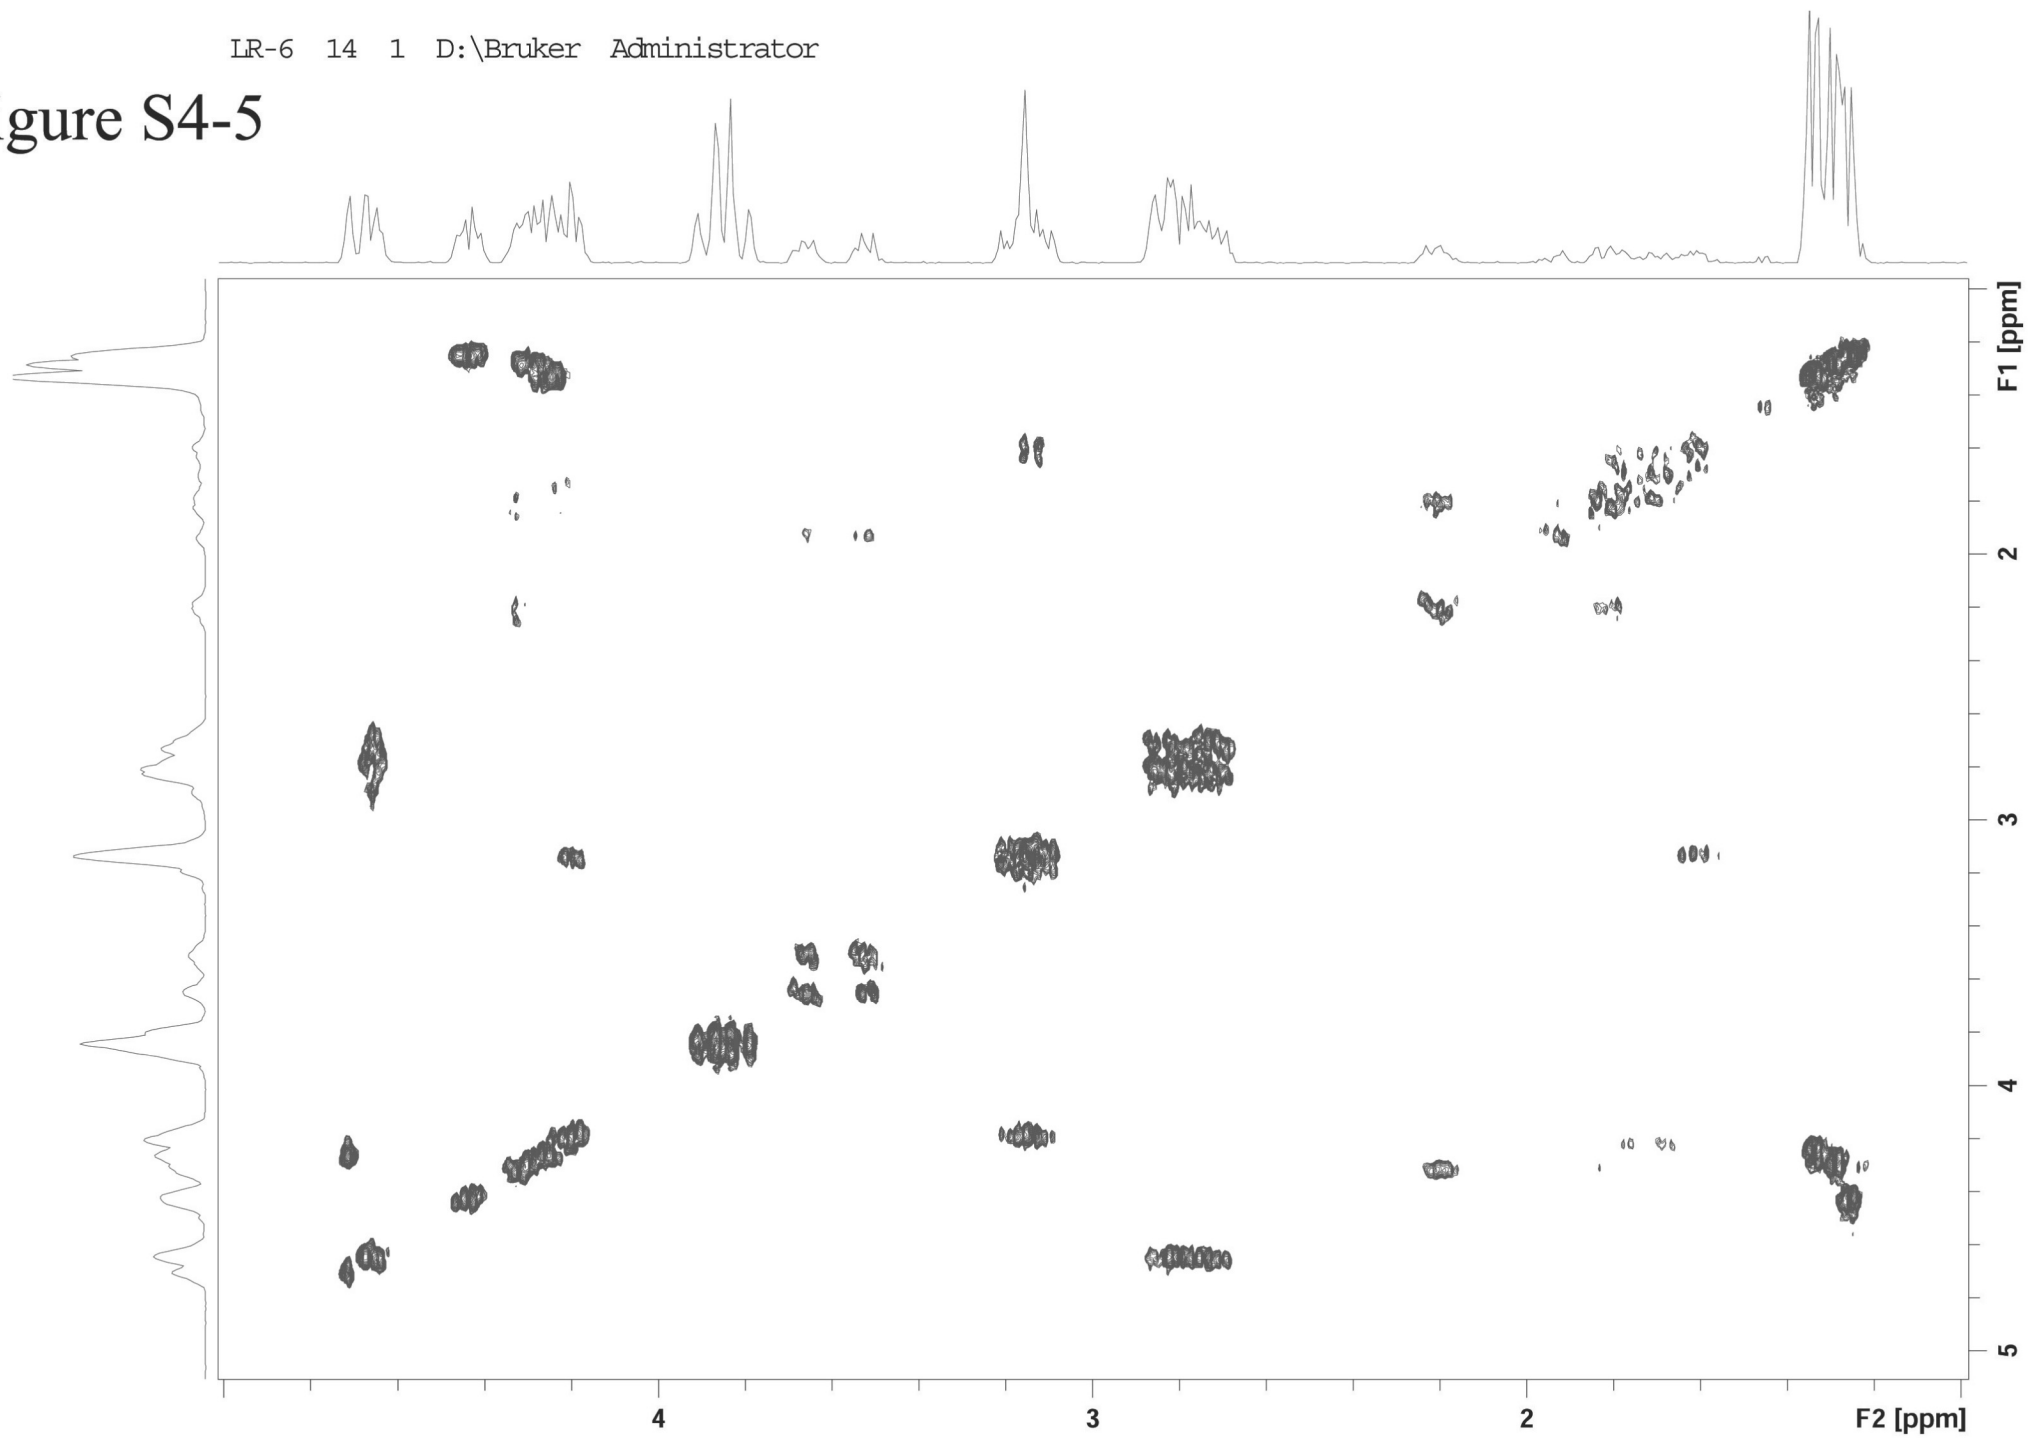 LR-6 14 1 D:\Bruker Administrator
gure S4-5
F1 [ppm]
2
3
4
5
4 3 2 F2 [ppm]